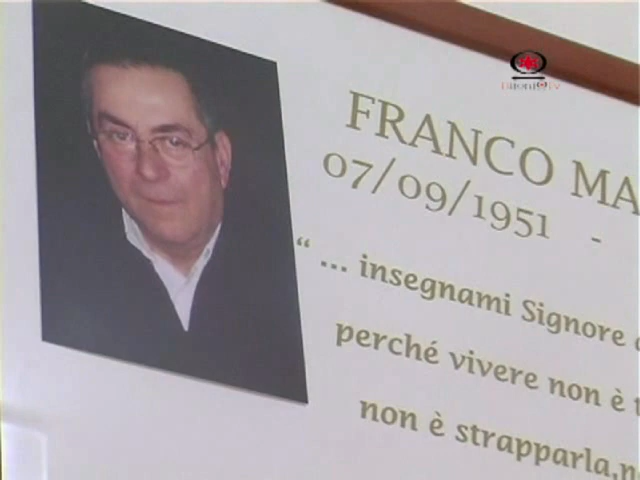 FRANCO MA
07/09/1951 -
“ ... insegnami Signore
perché vivere non è
non è strapparla,